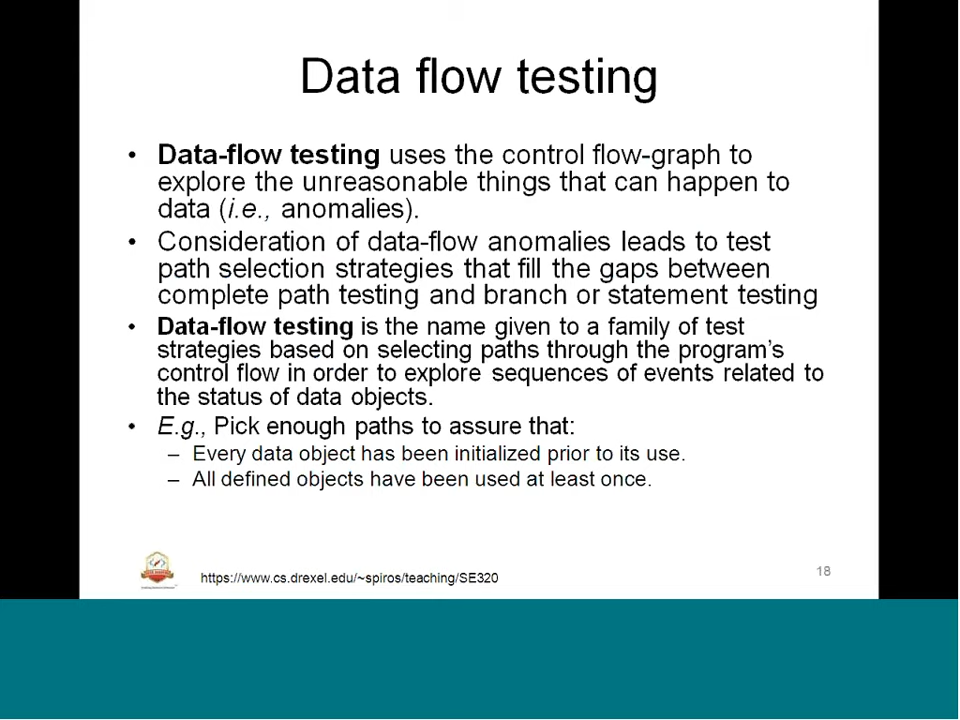 Data flow testing
• Data-flow testing uses the control flow-graph to
explore the unreasonable things that can happen to
data (i.e., anomalies).
• Consideration of data-flow anomalies leads to test
path selection strategies that fill the gaps between
complete path testing and branch or statement testing
• Data-flow testing is the name given to a family of test
strategies based on selecting paths through the program's
control flow in order to explore sequences of events related to
the status of data objects.
• E.g., Pick enough paths to assure that:
– Every data object has been initialized prior to its use.
– All defined objects have been used at least once.
https://www.cs.drexel.edu/~spiros/teaching/SE320
18